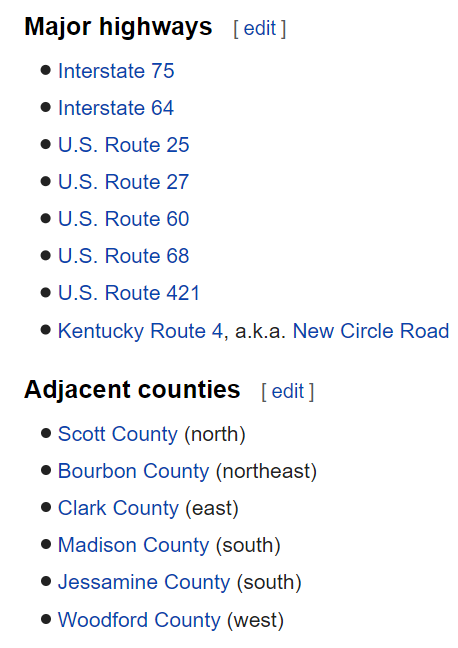 Major highways [ edit ]
Interstate 75
Interstate 64
U.S. Route 25
U.S. Route 27
U.S. Route 60
U.S. Route 68
U.S. Route 421
Kentucky Route 4, a.k.a. New Circle Road
Adjacent counties [ edit ]
Scott County (north)
Bourbon County (northeast)
Clark County (east)
Madison County (south)
Jessamine County (south)
Woodford County (west)